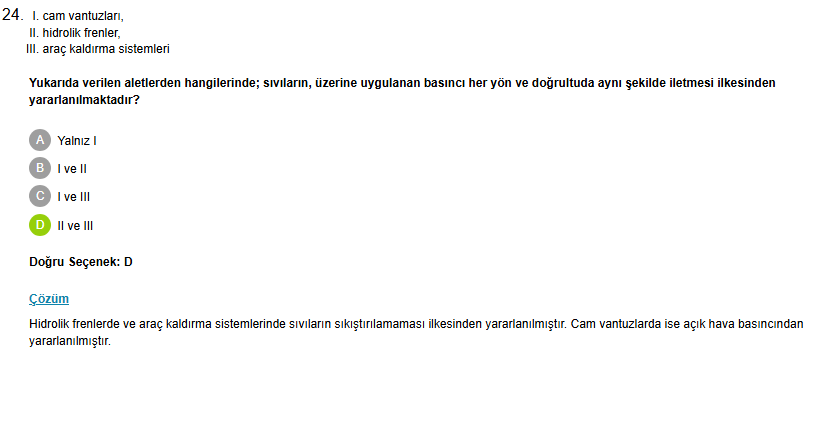 24. I. cam vantuzları,
II. hidrolik frenler,
III. araç kaldırma sistemleri
Yukarıda verilen aletlerden hangilerinde; sıvıların, üzerine uygulanan basıncı her yön ve doğrultuda aynı şekilde iletmesi ilkesinden
yararlanılmaktadır?
A Yalnız I
B I ve II
C I ve III
D II ve III
Doğru Seçenek: D
Çözüm
Hidrolik frenlerde ve araç kaldırma sistemlerinde sıvıların sıkıştırılamaması ilkesinden yararlanılmıştır. Cam vantuzlarda ise açık hava basıncından
yararlanılmıştır.